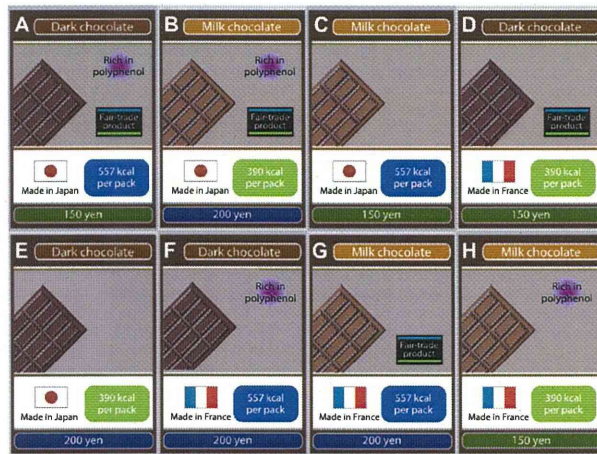 A
Dark chocolate
Rich in
polyphenol
Fair-trade
product
Made in Japan
557 kcal
per pack
150 yen
B
Milk chocolate
Rich in
polyphenol
Fair-trade
product
Made in Japan
390 kcal
per pack
200 yen
C
Milk chocolate
Made in Japan
557 kcal
per pack
150 yen
D
Dark chocolate
Fair-trade
product
Made in France
390 kcal
per pack
150 yen
E
Dark chocolate
Made in Japan
390 kcal
per pack
200 yen
F
Dark chocolate
Rich in
polyphenol
Made in France
557 kcal
per pack
200 yen
G
Milk chocolate
Fair-trade
product
Made in France
557 kcal
per pack
200 yen
H
Milk chocolate
Rich in
polyphenol
Made in France
390 kcal
per pack
150 yen